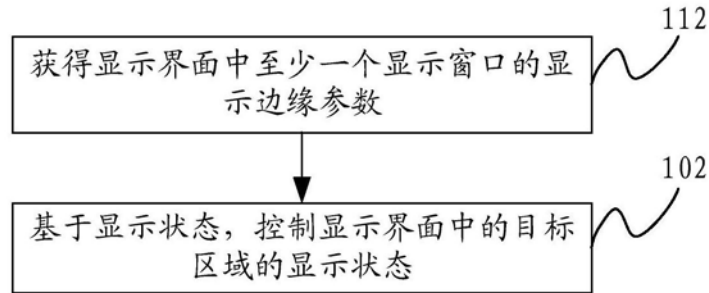 112
获得显示界面中至少一个显示窗口的显
示边缘参数
102
基于显示状态，控制显示界面中的目标
区域的显示状态